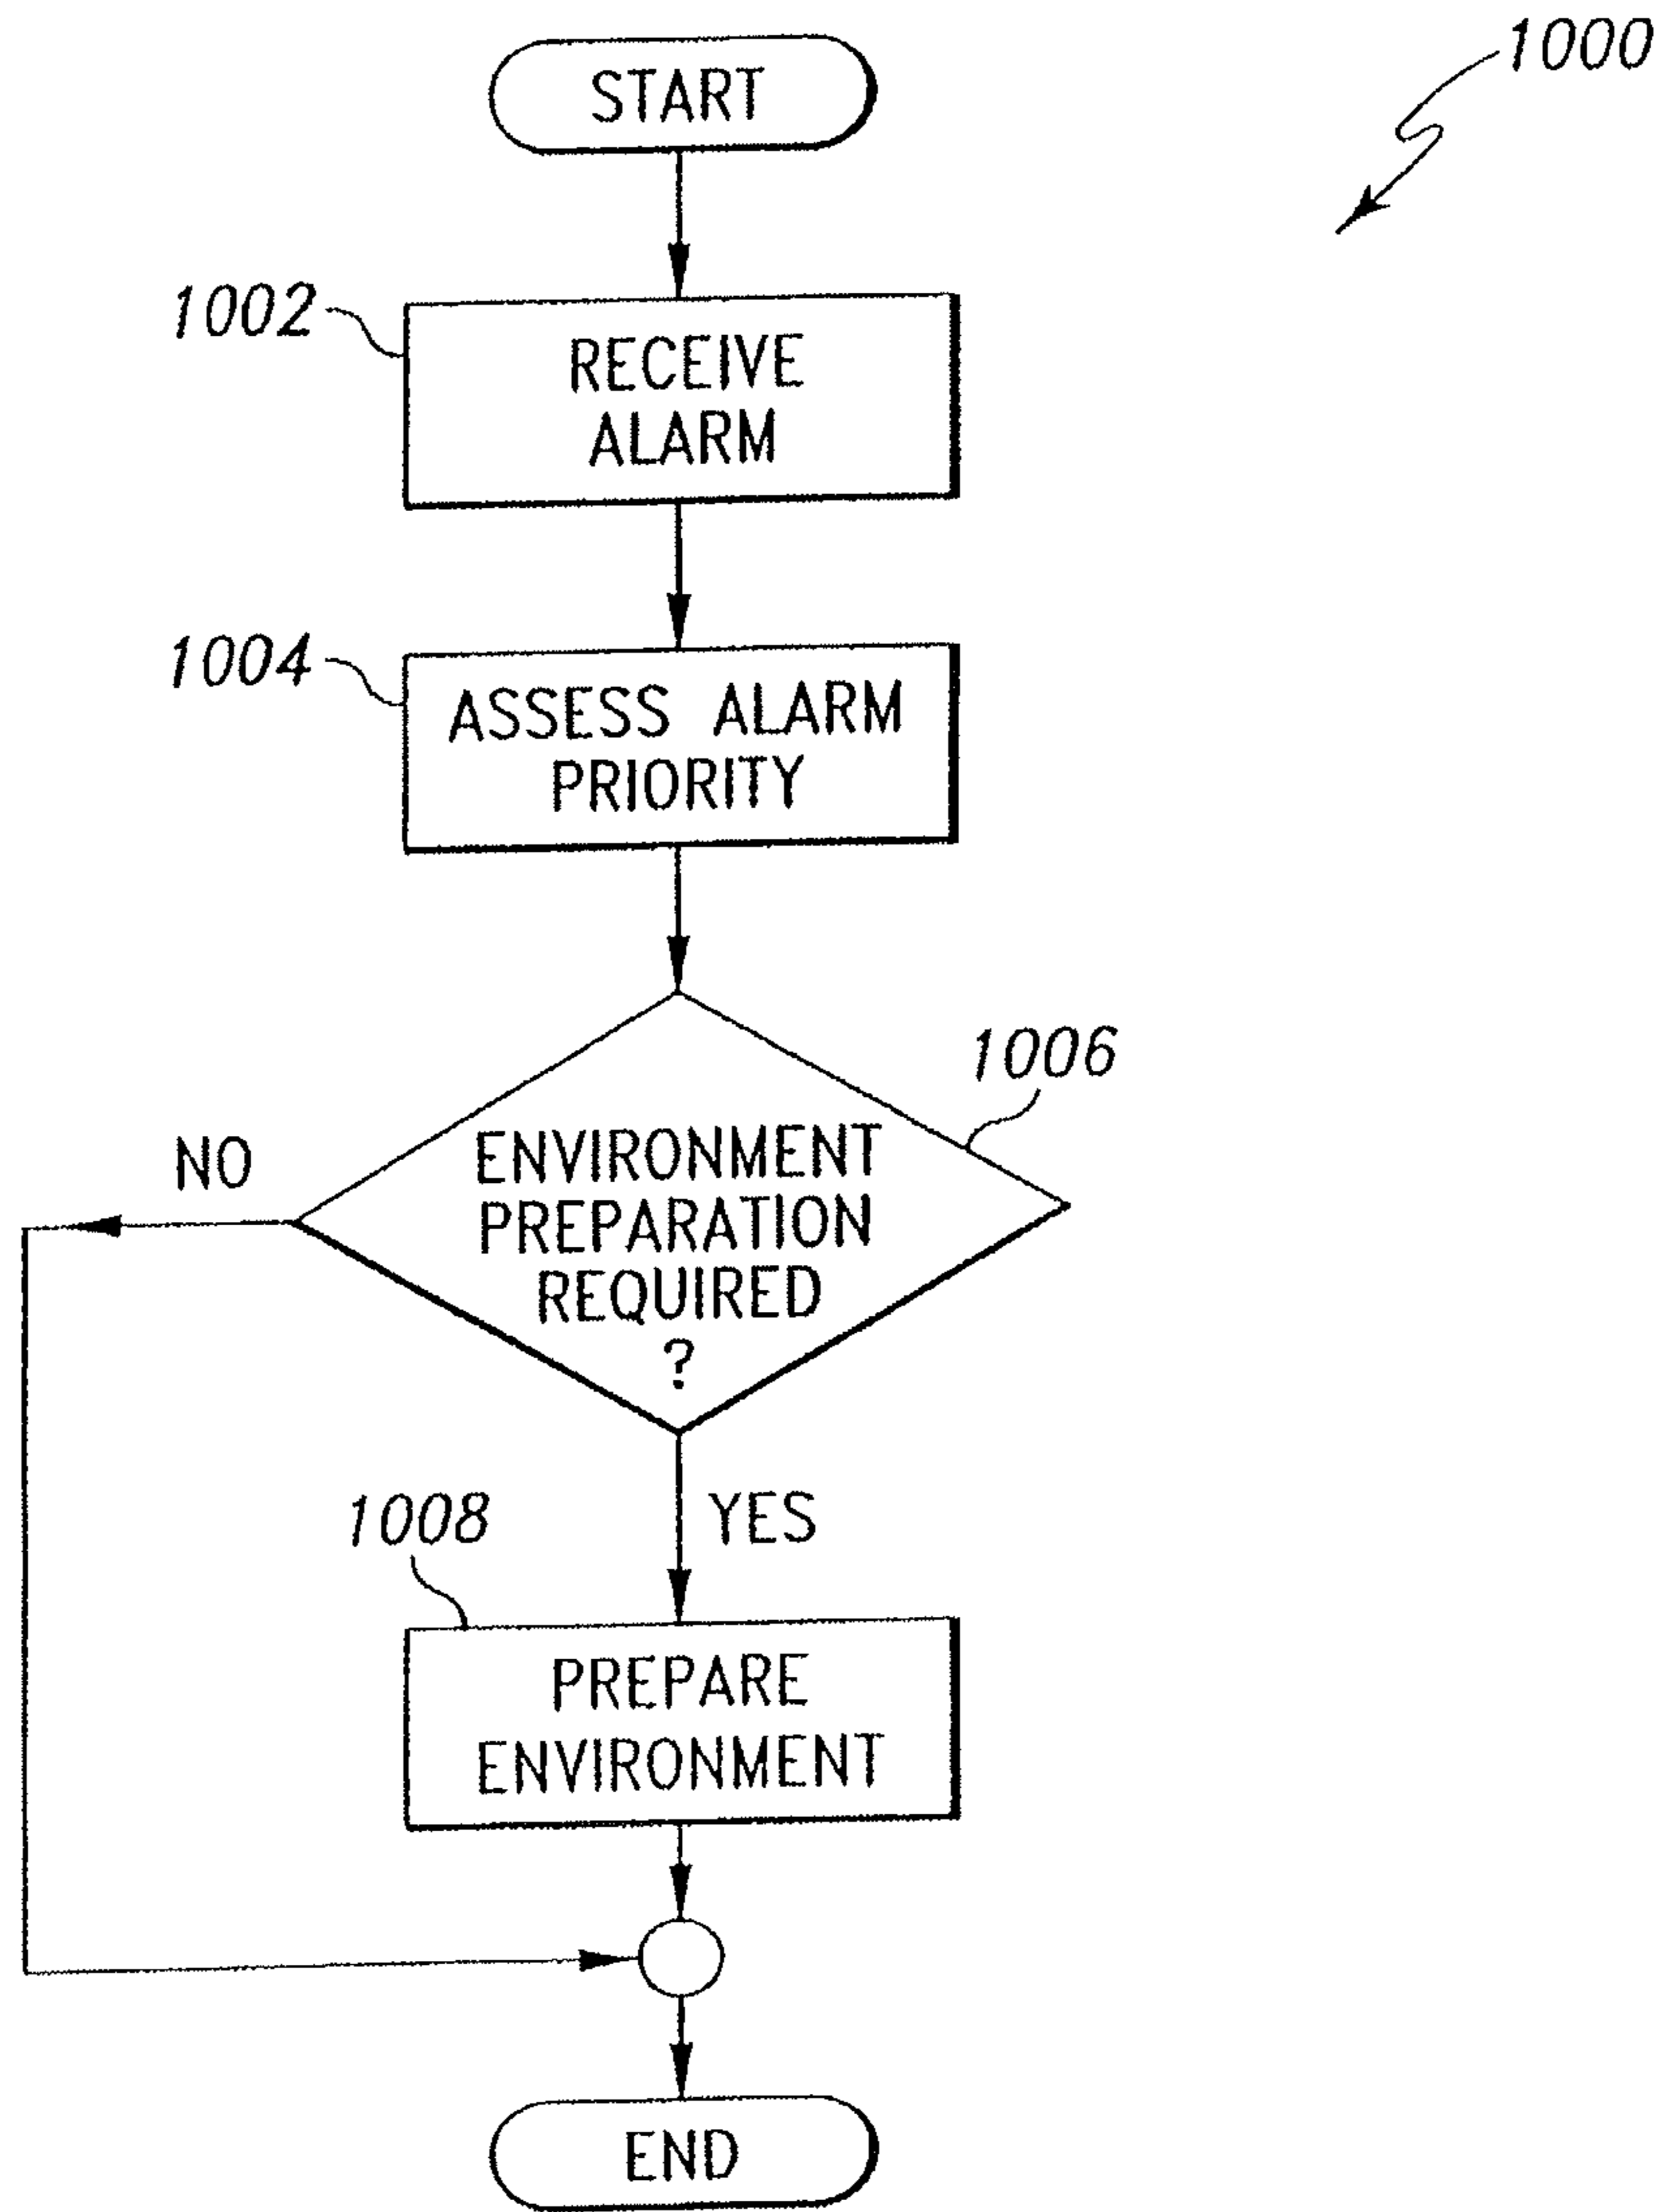 1000
START
1002
RECEIVE
ALARM
1004
ASSESS ALARM
PRIORITY
1006
ENVIRONMENT
PREPARATION
REQUIRED
?
NO
YES
1008
PREPARE
ENVIRONMENT
END